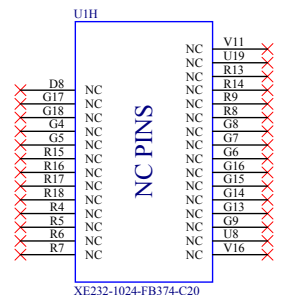 U1H
NC V11
NC U19
NC R13
D8 NC NC R14
G17 NC NC R9
G18 NC NC R8
G4 NC NC G8
G5 NC NC G7
R15 NC NC G6
R16 NC NC G16
R17 NC NC G15
R18 NC NC G14
R4 NC NC G13
R5 NC NC G9
R6 NC NC U8
R7 NC NC V16
NC PINS
XE232-1024-FB374-C20